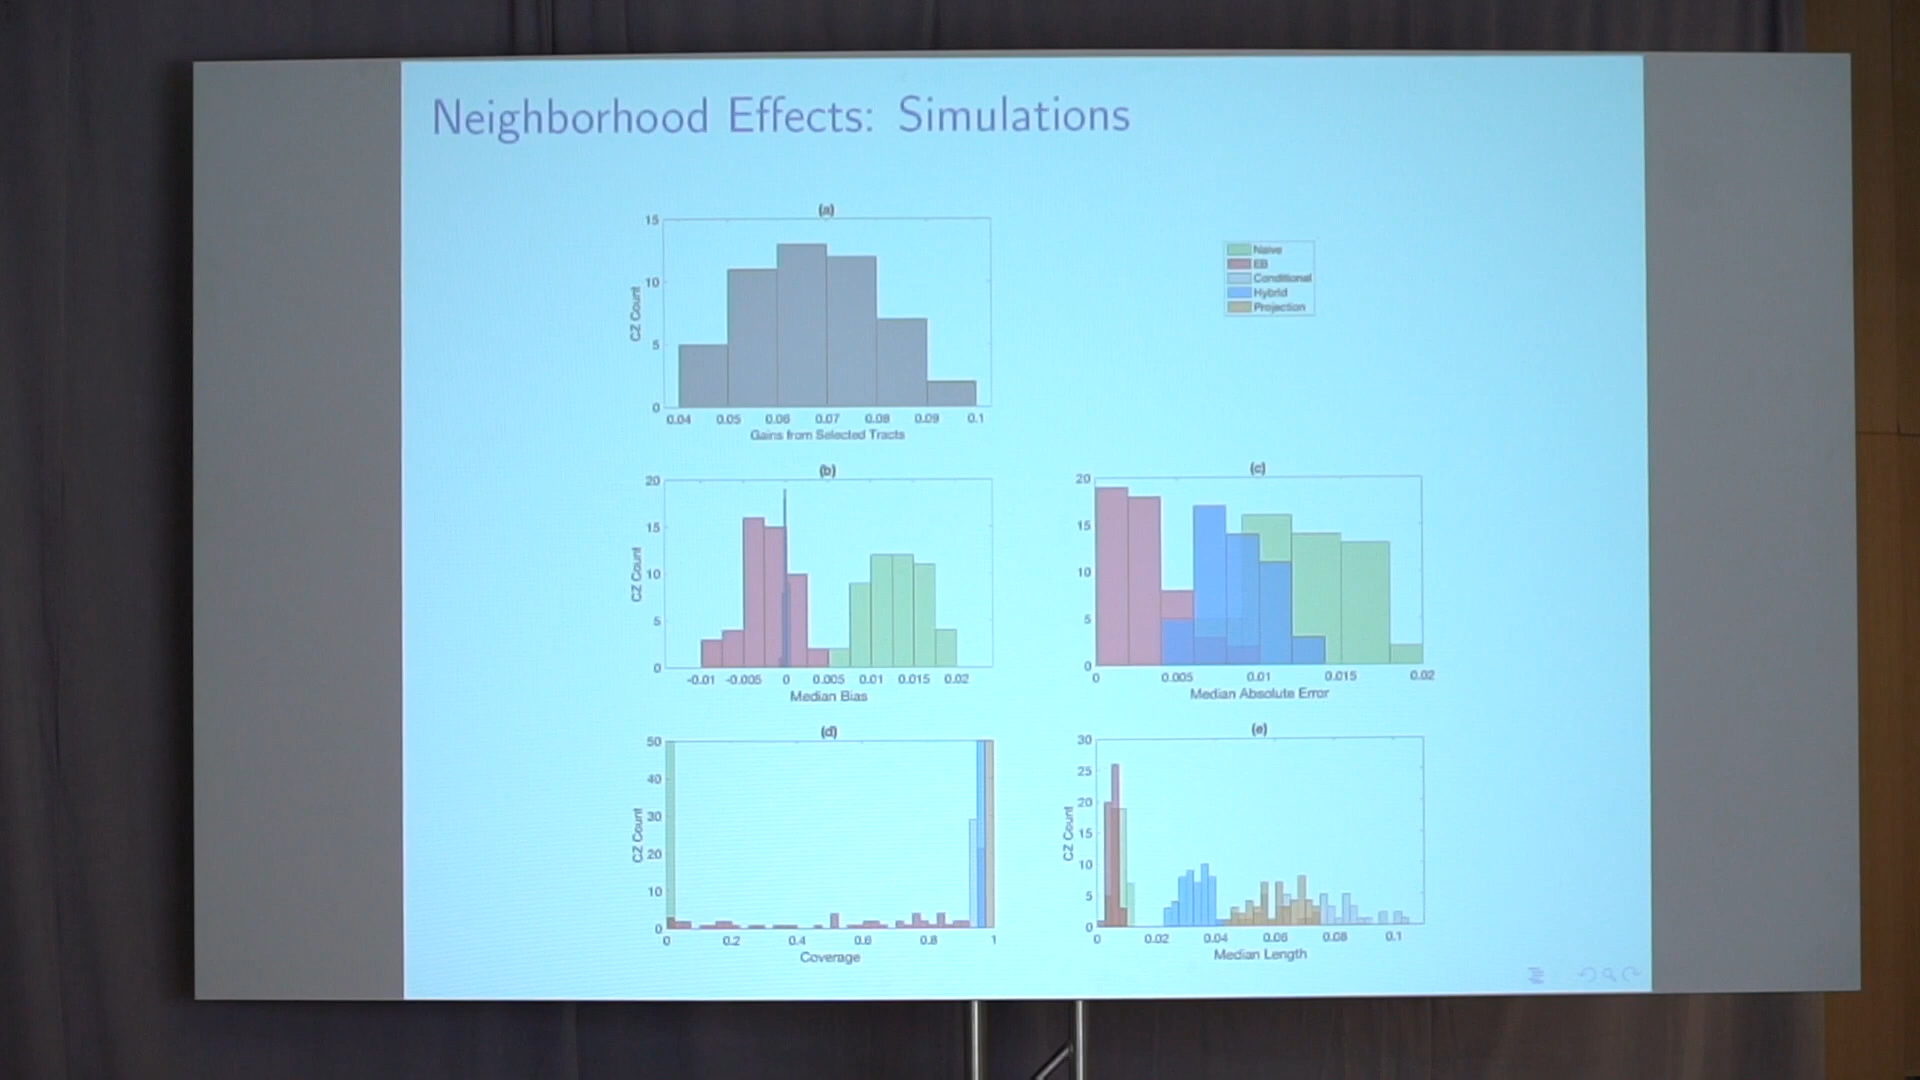 Neighborhood Effects: Simulations
(a)
15
10
5
0
CZ Count
0.04 0.05 0.06 0.07 0.08 0.09 0.1
Gains from Selected Tracts
Naive
EB
Conditional
Hybrid
Projection
(b)
20
15
10
5
0
CZ Count
-0.01 -0.005 0 0.005 0.01 0.015 0.02
Median Bias
(c)
20
15
10
5
0
0 0.005 0.01 0.015 0.02
Median Absolute Error
(d)
50
40
30
20
10
0
CZ Count
0 0.2 0.4 0.6 0.8 1
Coverage
(e)
30
25
20
15
10
5
0
CZ Count
0 0.02 0.04 0.06 0.08 0.1
Median Length